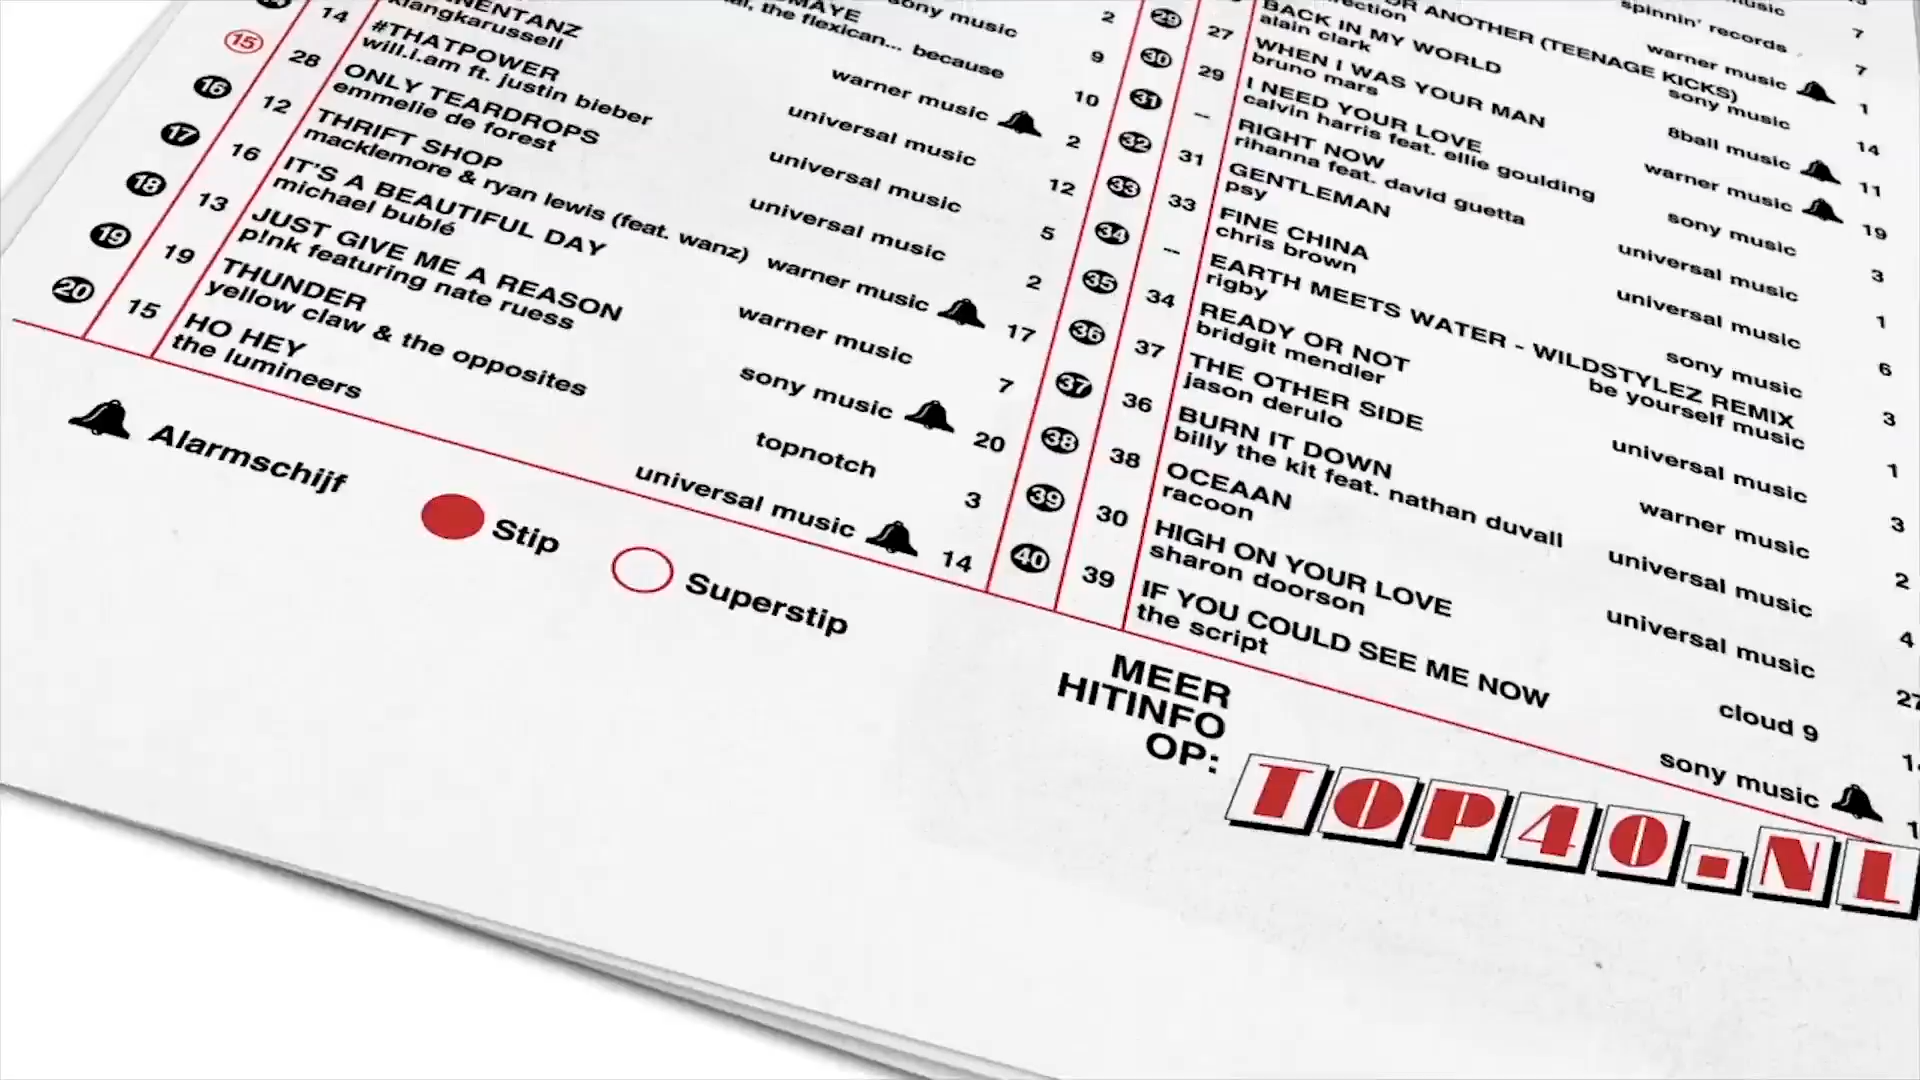 sony music 2
the flexican... because 9
warner music 10
klangkarussell
universal music 2
14 #THATPOWER
will.i.am ft. justin bieber
universal music 12
15 28 ONLY TEARDROPS
emmelie de forest
universal music 5
16 12 THRIFT SHOP
macklemore & ryan lewis (feat. wanz) warner music 17
17 16 IT'S A BEAUTIFUL DAY
michael bublé
warner music 7
18 13 JUST GIVE ME A REASON
p!nk featuring nate ruess
sony music 20
19 19 THUNDER
yellow claw & the opposites
topnotch 3
20 15 HO HEY
the lumineers
universal music 14
Alarmschijf
Stip
Superstip
spinnin' records 7
warner music 7
OR ANOTHER (TEENAGE KICKS)
sony music 1
BACK IN MY WORLD
alain clark
8ball music 14
29 27 WHEN I WAS YOUR MAN
bruno mars
warner music 11
30 29 I NEED YOUR LOVE
calvin harris feat. ellie goulding
sony music 19
31 -- RIGHT NOW
rihanna feat. david guetta
universal music 3
32 31 GENTLEMAN
psy
universal music 1
33 33 FINE CHINA
chris brown
sony music 6
34 -- EARTH MEETS WATER - WILDSTYLEZ REMIX
rigby
be yourself music 3
35 34 READY OR NOT
bridgit mendler
universal music 1
36 37 THE OTHER SIDE
jason derulo
warner music 3
37 36 BURN IT DOWN
billy the kit feat. nathan duvall
universal music 2
38 38 OCEAAN
racoon
universal music 4
39 30 HIGH ON YOUR LOVE
sharon doorson
cloud 9 27
40 39 IF YOU COULD SEE ME NOW
the script
sony music
MEER
HITINFO
OP:
TOP40.NL